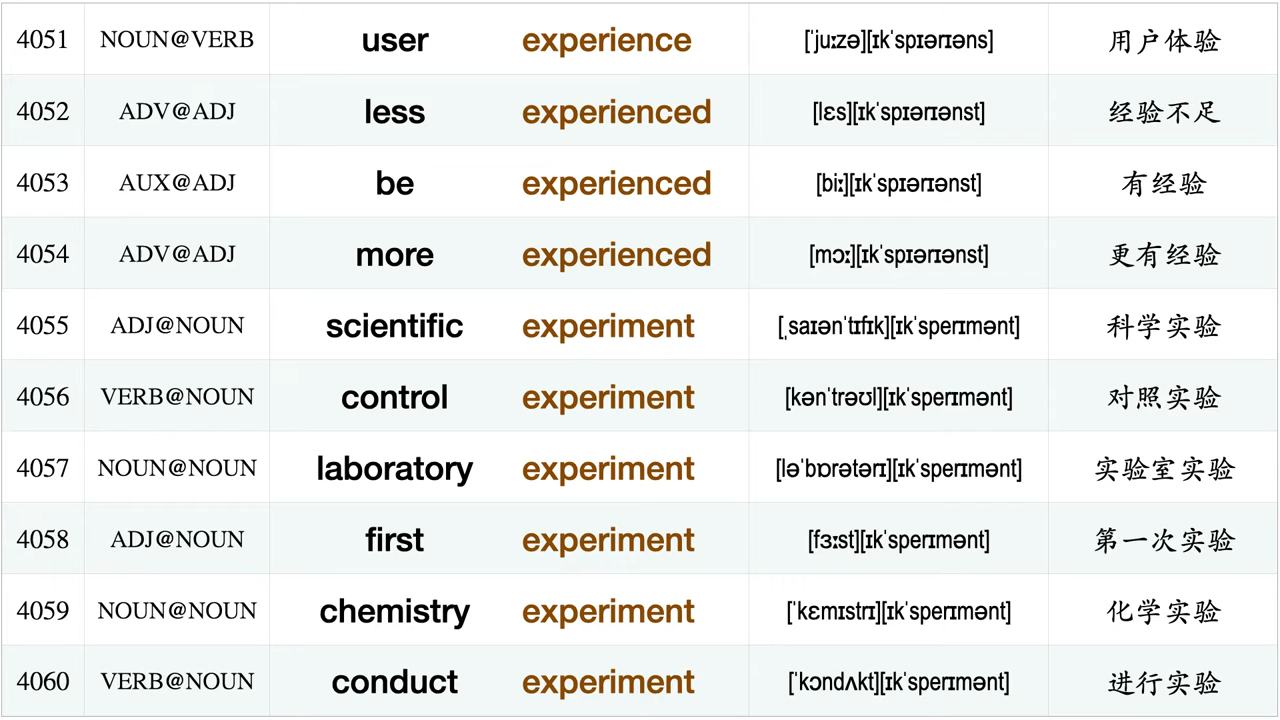 4051 NOUN@VERB user experience [ˈjuːzə][ɪkˈspɪərɪəns] 用户体验
4052 ADV@ADJ less experienced [lɛs][ɪkˈspɪərɪənst] 经验不足
4053 AUX@ADJ be experienced [biː][ɪkˈspɪərɪənst] 有经验
4054 ADV@ADJ more experienced [mɔː][ɪkˈspɪərɪənst] 更有经验
4055 ADJ@NOUN scientific experiment [ˌsaɪənˈtɪfɪk][ɪkˈsperɪmənt] 科学实验
4056 VERB@NOUN control experiment [kənˈtrəʊl][ɪkˈsperɪmənt] 对照实验
4057 NOUN@NOUN laboratory experiment [ləˈbɒrətərɪ][ɪkˈsperɪmənt] 实验室实验
4058 ADJ@NOUN first experiment [fɜːst][ɪkˈsperɪmənt] 第一次实验
4059 NOUN@NOUN chemistry experiment [ˈkɛmɪstrɪ][ɪkˈsperɪmənt] 化学实验
4060 VERB@NOUN conduct experiment [ˈkɔndʌkt][ɪkˈsperɪmənt] 进行实验